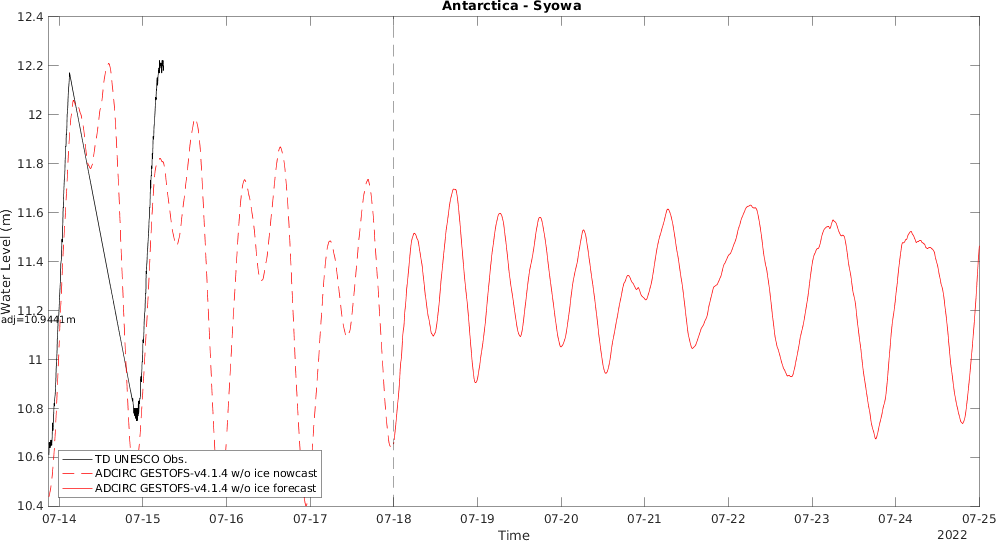 Antarctica - Syowa
12.4
12.2
12
11.8
11.6
11.4
11.2
11
10.8
10.6
10.4
Water Level (m)
adj=10.9441m
TD UNESCO Obs.
ADCIRC GESTOFS-v4.1.4 w/o ice nowcast
ADCIRC GESTOFS-v4.1.4 w/o ice forecast
07-14 07-15 07-16 07-17 07-18 07-19 07-20 07-21 07-22 07-23 07-24 07-25
Time
2022